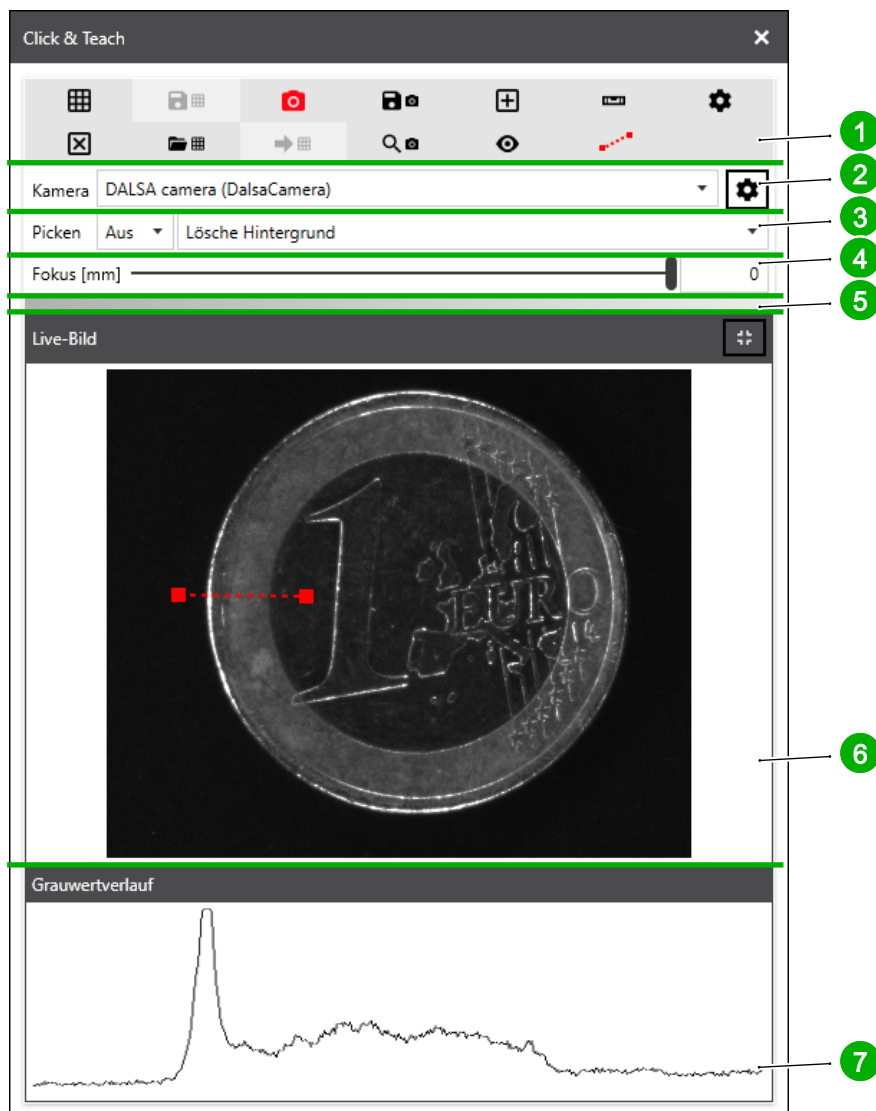 Click & Teach
1
Kamera DALSA camera (DalsaCamera) 2
Picken Aus Lösche Hintergrund 3
Fokus [mm] 0 4
5
Live-Bild
1 EURO
6
Grauwertverlauf
7